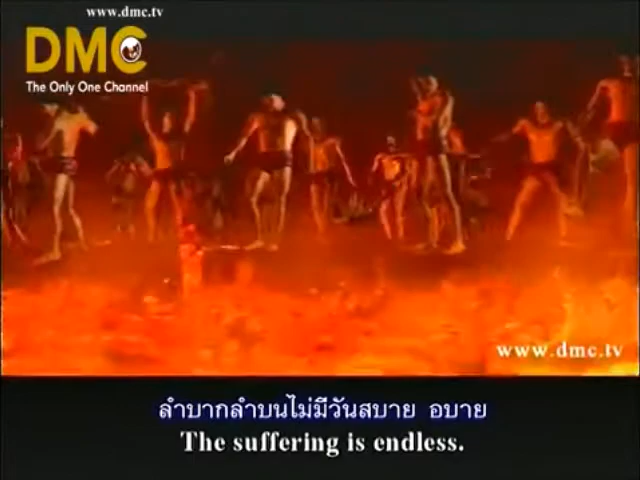 www.dmc.tv
DMC
The Only One Channel
www.dmc.tv
ลำบากลำบนไม่มีวันสบาย อบาย
The suffering is endless.